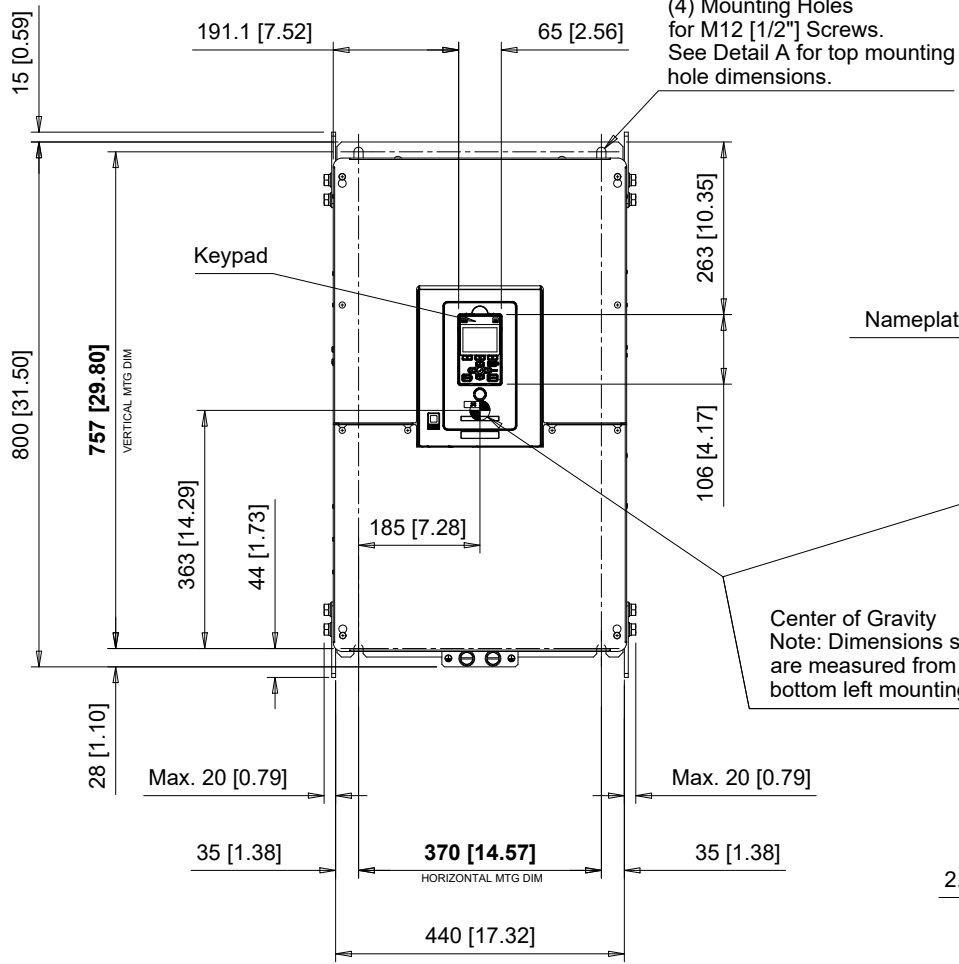 (4) Mounting Holes
for M12 [1/2"] Screws.
See Detail A for top mounting
hole dimensions.
15 [0.59]
191.1 [7.52]
65 [2.56]
Keypad
263 [10.35]
Nameplat
800 [31.50]
757 [29.80]
VERTICAL MTG DIM
106 [4.17]
363 [14.29]
44 [1.73]
185 [7.28]
Center of Gravity
Note: Dimensions s
are measured from
bottom left mounting
28 [1.10]
Max. 20 [0.79]
Max. 20 [0.79]
35 [1.38]
370 [14.57]
HORIZONTAL MTG DIM
35 [1.38]
2.
440 [17.32]